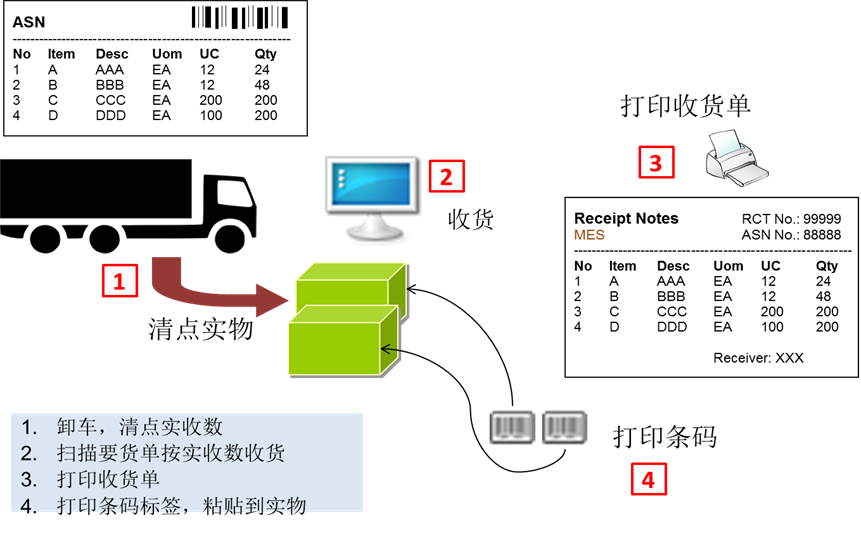 ASN
No Item Desc Uom UC Qty
1 A AAA EA 12 24
2 B BBB EA 12 48
3 C CCC EA 200 200
4 D DDD EA 100 200
打印收货单
3
2
收货
Receipt Notes RCT No.: 99999
MES ASN No.: 88888
No Item Desc Uom UC Qty
1 A AAA EA 12 24
2 B BBB EA 12 48
3 C CCC EA 200 200
4 D DDD EA 100 200
Receiver: XXX
1
清点实物
打印条码
4
1. 卸车，清点实收数
2. 扫描要货单按实收数收货
3. 打印收货单
4. 打印条码标签，粘贴到实物